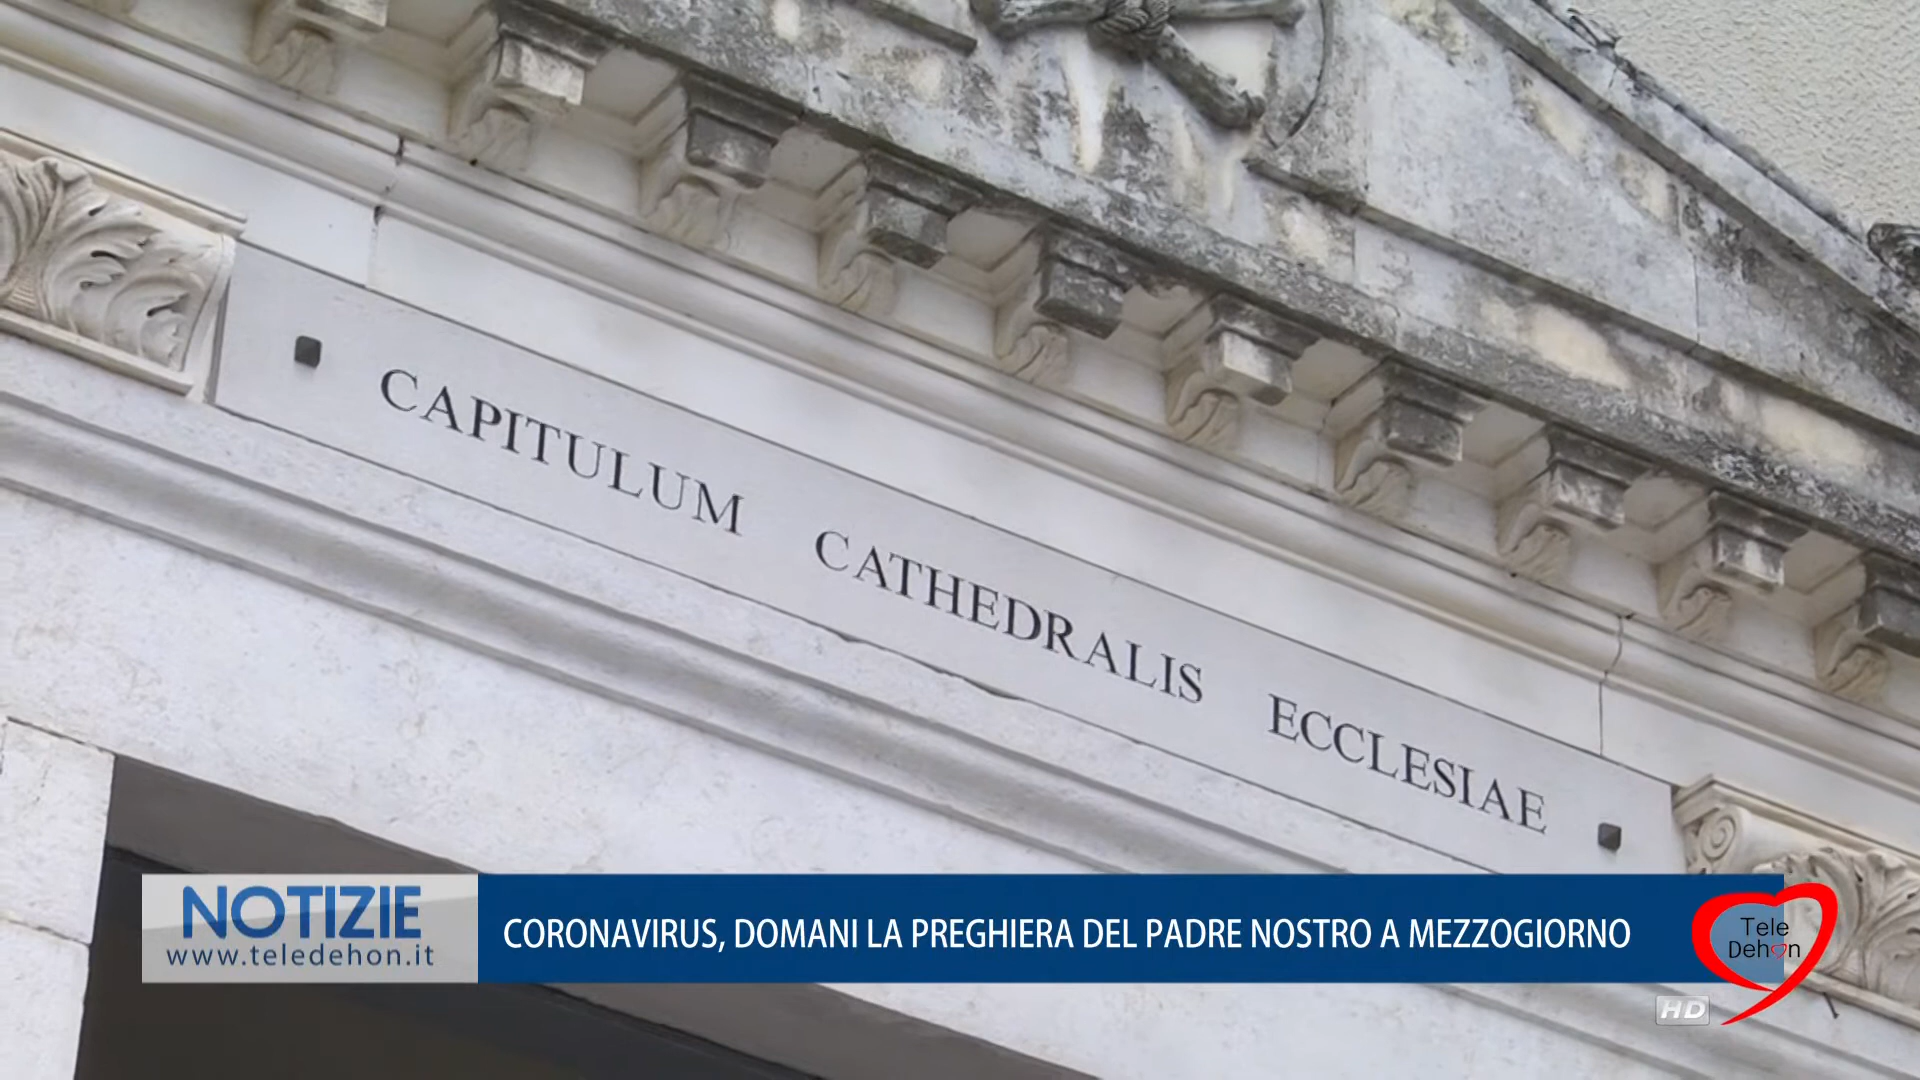 CAPITULUM CATHEDRALIS ECCLESIAE
NOTIZIE
www.teledehon.it
CORONAVIRUS, DOMANI LA PREGHIERA DEL PADRE NOSTRO A MEZZOGIORNO
Tele
Dehon
HD